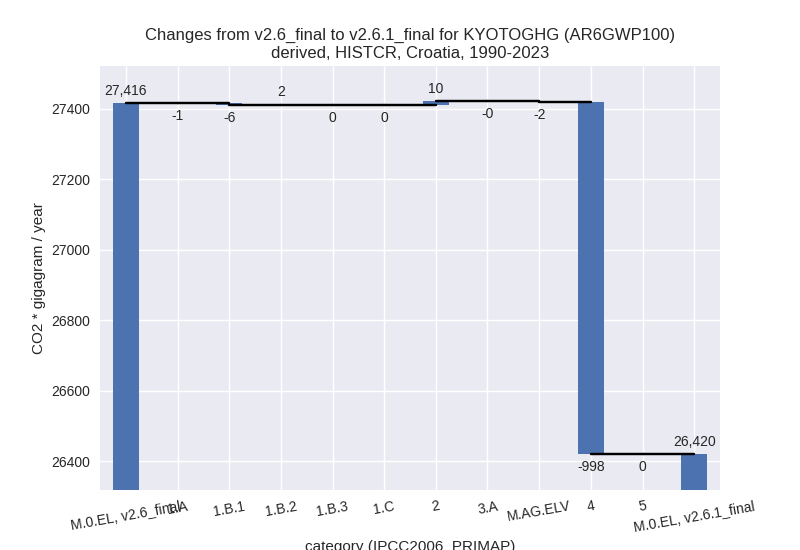 Changes from v2.6_final to v2.6.1_final for KYOTOGHG (AR6GWP100)
derived, HISTCR, Croatia, 1990-2023
27,416
-1
-6
2
0
0
10
-0
-2
-998
0
26,420
27400
27200
27000
26800
26600
26400
CO2 * gigagram / year
M.0.EL, v2.6_final
1.A
1.B.1
1.B.2
1.B.3
1.C
2
3.A
M.AG.ELV
4
5
M.0.EL, v2.6.1_final
category (IPCC2006_PRIMAP)